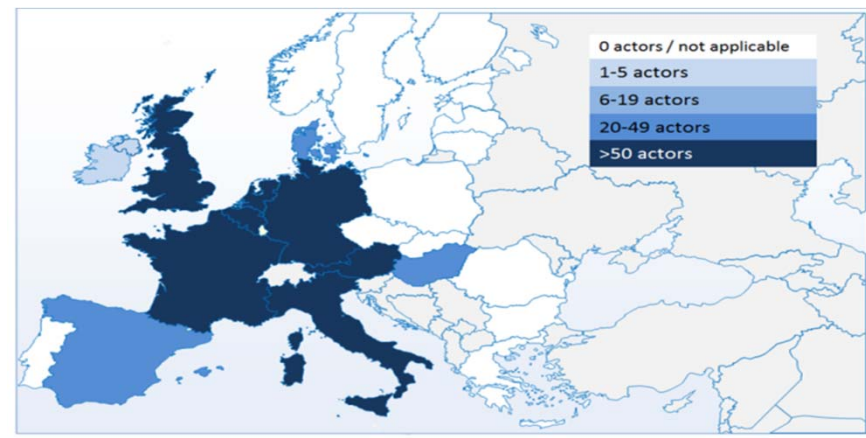 0 actors / not applicable
1-5 actors
6-19 actors
20-49 actors
>50 actors